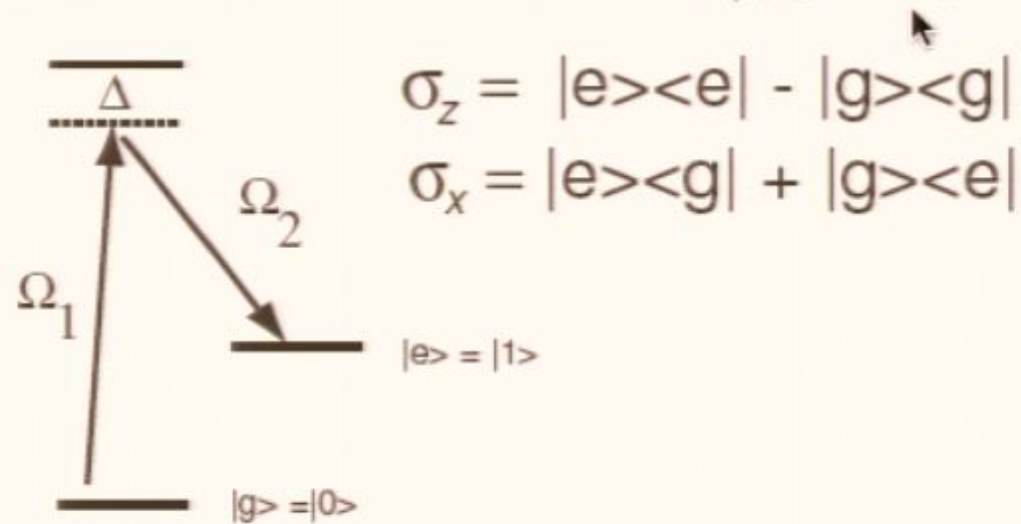 Δ
σz = |e><e| - |g><g|
σx = |e><g| + |g><e|
Ω2
Ω1
|e> = |1>
|g> =|0>